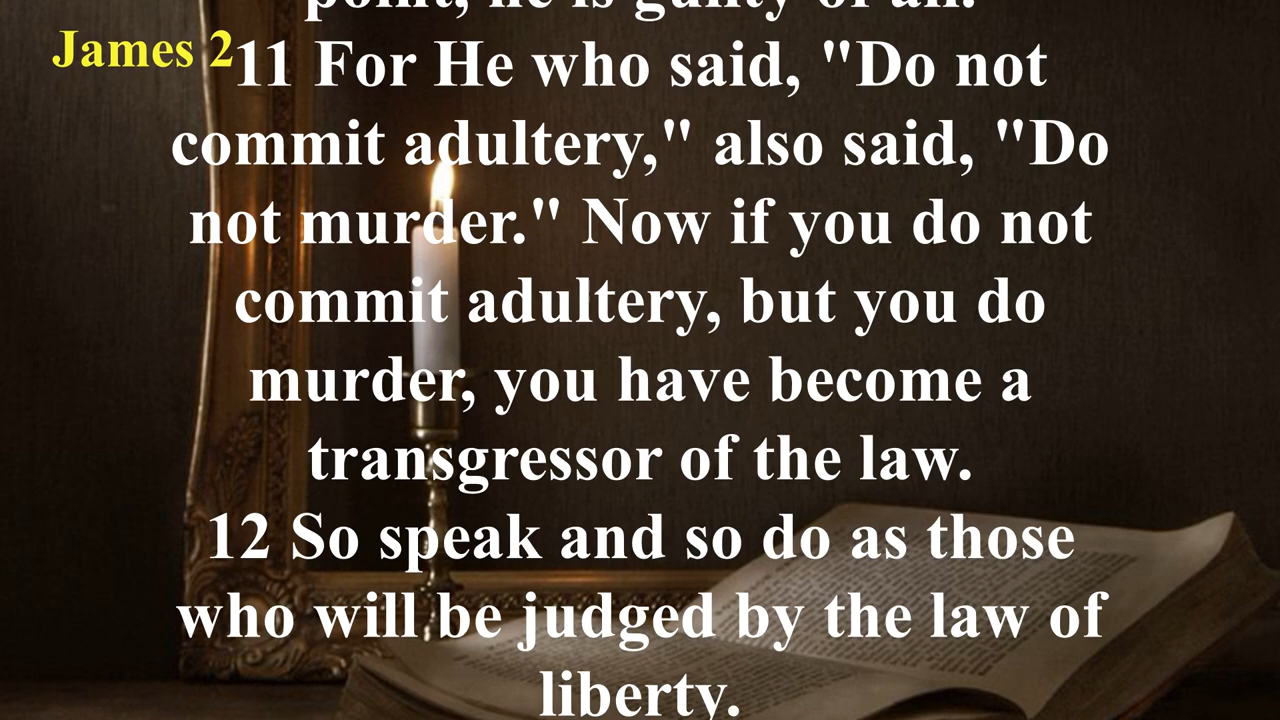 point, he is guilty of all.
James 2
11 For He who said, "Do not
commit adultery," also said, "Do
not murder." Now if you do not
commit adultery, but you do
murder, you have become a
transgressor of the law.
12 So speak and so do as those
who will be judged by the law of
liberty.